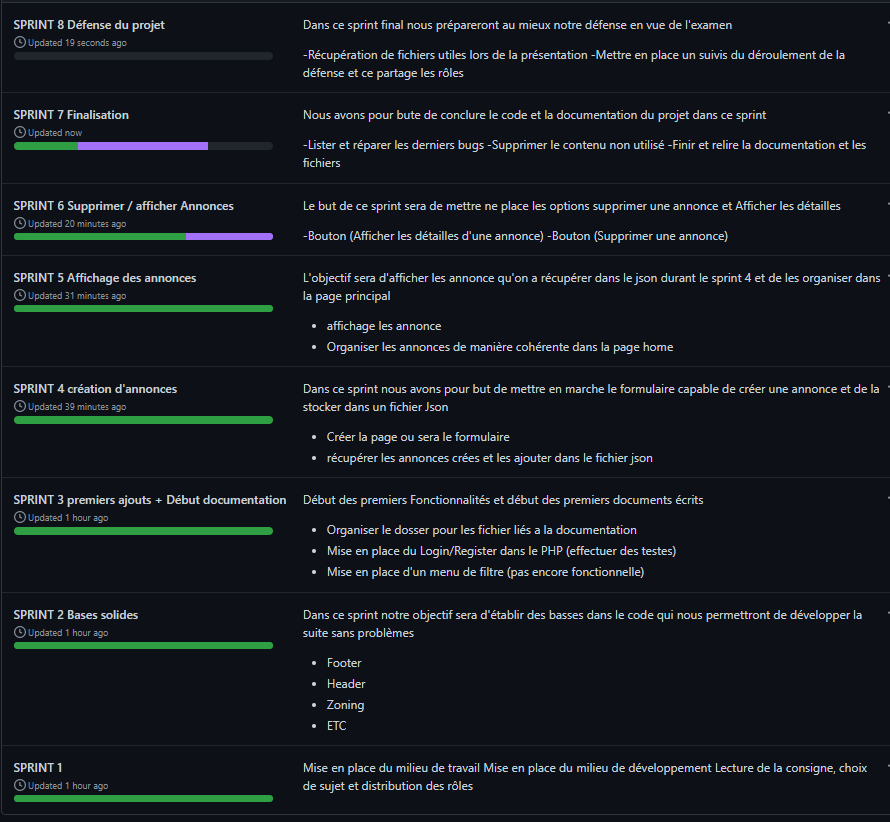 SPRINT 8 Défense du projet
Updated 19 seconds ago
Dans ce sprint final nous prépareront au mieux notre défense en vue de l'examen
-Récupération de fichiers utiles lors de la présentation -Mettre en place un suivis du déroulement de la
défense et ce partage les rôles
SPRINT 7 Finalisation
Updated now
Nous avons pour bute de conclure le code et la documentation du projet dans ce sprint
-Lister et réparer les derniers bugs -Supprimer le contenu non utilisé -Finir et relire la documentation et les
fichiers
SPRINT 6 Supprimer / afficher Annonces
Updated 20 minutes ago
Le but de ce sprint sera de mettre ne place les options supprimer une annonce et Afficher les détailles
-Bouton (Afficher les détailles d'une annonce) -Bouton (Supprimer une annonce)
SPRINT 5 Affichage des annonces
Updated 31 minutes ago
L'objectif sera d'afficher les annonce qu'on a récupérer dans le json durant le sprint 4 et de les organiser dans
la page principal
• affichage les annonce
• Organiser les annonces de manière cohérente dans la page home
SPRINT 4 création d'annonces
Updated 39 minutes ago
Dans ce sprint nous avons pour but de mettre en marche le formulaire capable de créer une annonce et de la
stocker dans un fichier Json
• Créer la page ou sera le formulaire
• récupérer les annonces crées et les ajouter dans le fichier json
SPRINT 3 premiers ajouts + Début documentation
Updated 1 hour ago
Début des premiers Fonctionnalités et début des premiers documents écrits
• Organiser le dosser pour les fichier liés a la documentation
• Mise en place du Login/Register dans le PHP (effectuer des testes)
• Mise en place d'un menu de filtre (pas encore fonctionnelle)
SPRINT 2 Bases solides
Updated 1 hour ago
Dans ce sprint notre objectif sera d'établir des basses dans le code qui nous permettront de développer la
suite sans problèmes
• Footer
• Header
• Zoning
• ETC
SPRINT 1
Updated 1 hour ago
Mise en place du milieu de travail Mise en place du milieu de développement Lecture de la consigne, choix
de sujet et distribution des rôles